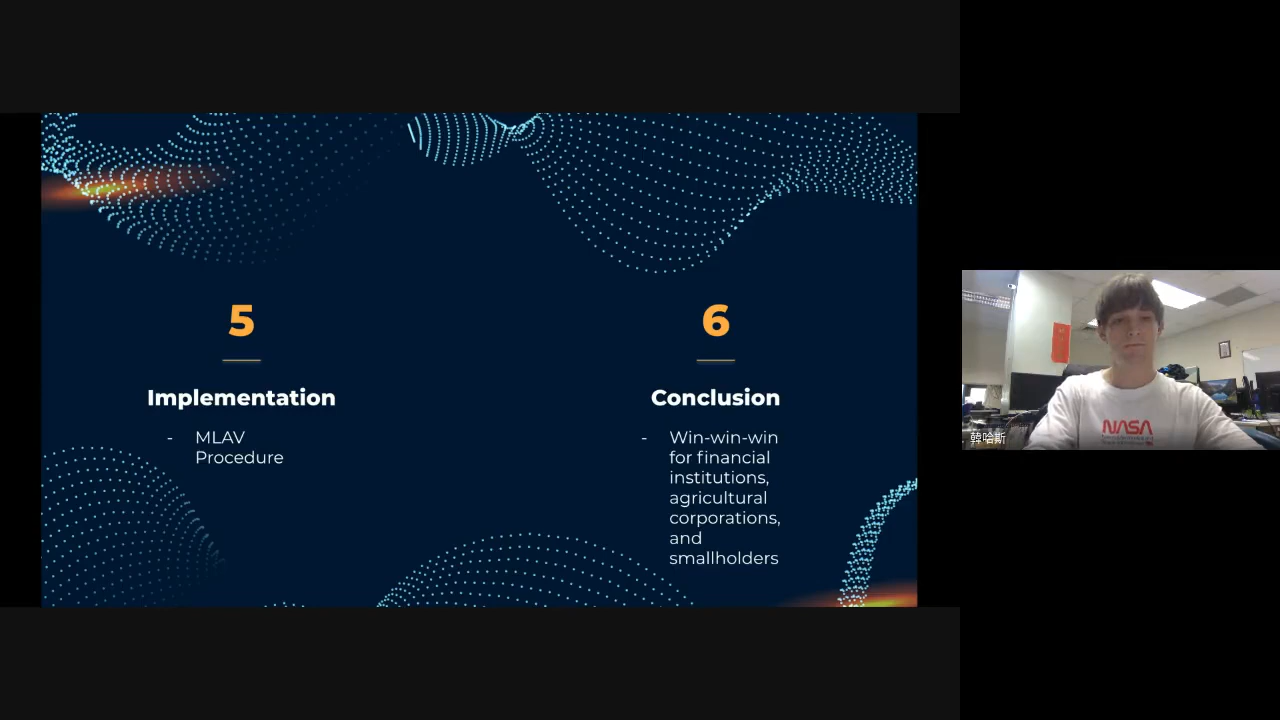 5
Implementation
- MLAV
Procedure
6
Conclusion
- Win-win-win
for financial
institutions,
agricultural
corporations,
and
smallholders
NASA
韓哈斯